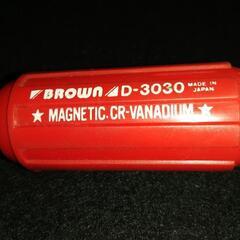 BROWN D-3030 MADE IN JAPAN
★ MAGNETIC. CR-VANADIUM ★